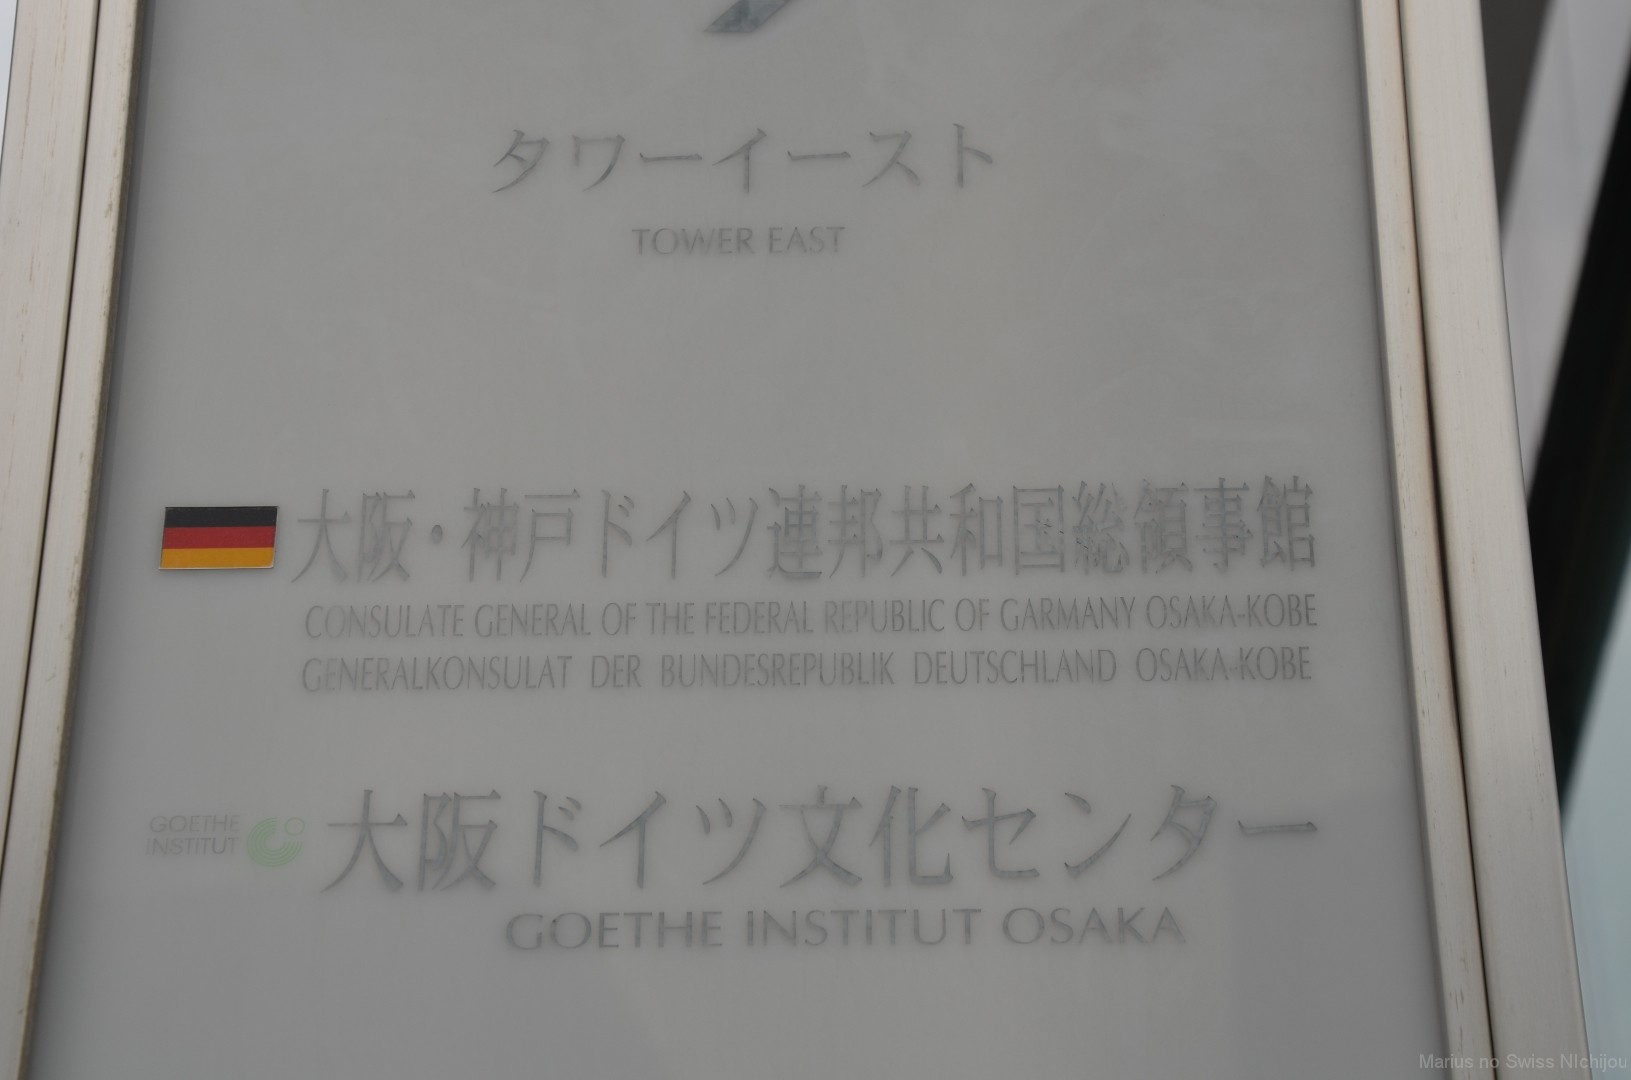 タワーイースト
TOWER EAST
大阪・神戸ドイツ連邦共和国総領事館
CONSULATE GENERAL OF THE FEDERAL REPUBLIC OF GARMANY OSAKA-KOBE
GENERALKONSULAT DER BUNDESREPUBLIK DEUTSCHLAND OSAKA-KOBE
GOETHE
INSTITUT
大阪ドイツ文化センター
GOETHE INSTITUT OSAKA
Marius no Swiss NIchijou